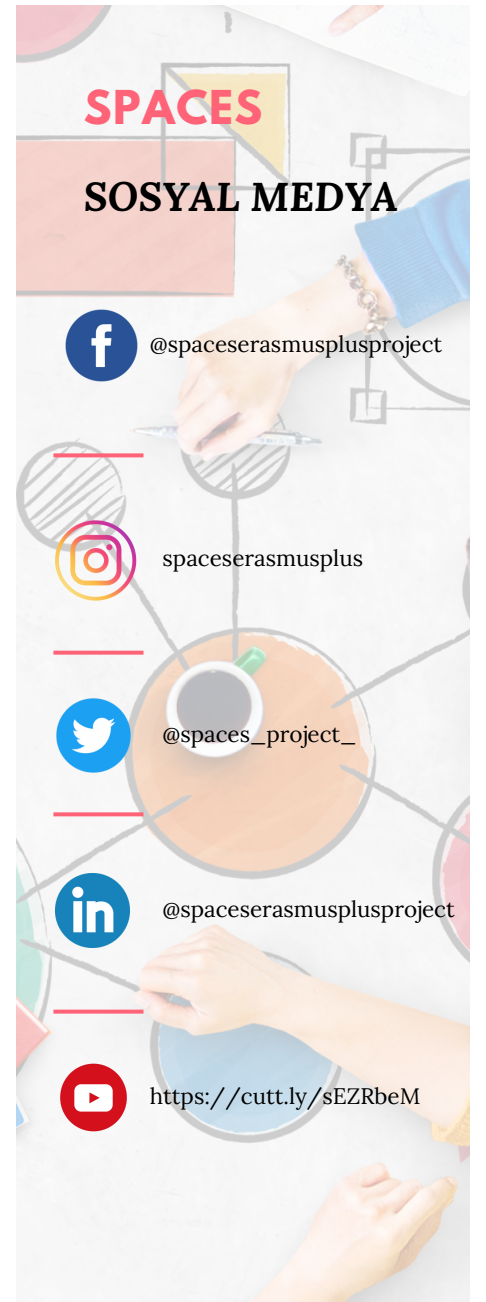 SPACES
SOSYAL MEDYA
@spaceserasmusplusproject
spaceserasmusplus
@spaces_project_
@spaceserasmusplusproject
https://cutt.ly/sEZRbeM